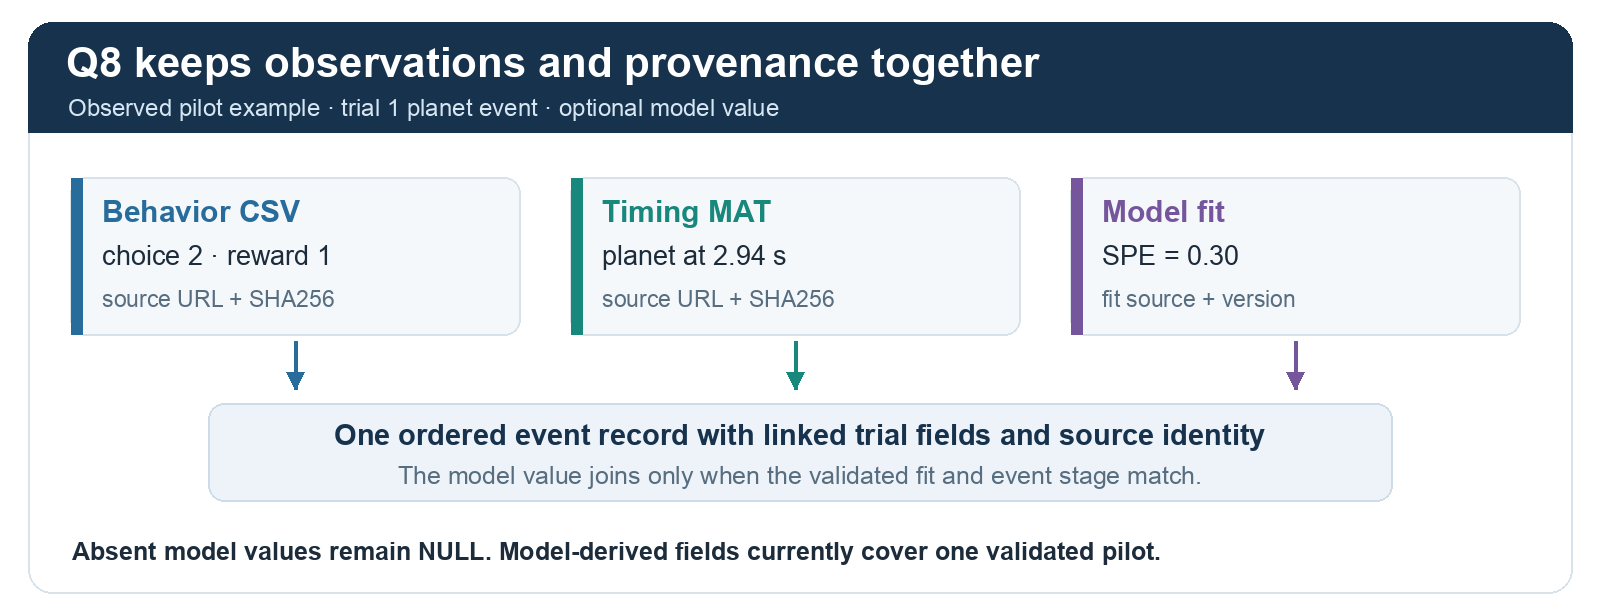 Q8 keeps observations and provenance together
Observed pilot example · trial 1 planet event · optional model value
Behavior CSV
choice 2 · reward 1
source URL + SHA256
Timing MAT
planet at 2.94 s
source URL + SHA256
Model fit
SPE = 0.30
fit source + version
One ordered event record with linked trial fields and source identity
The model value joins only when the validated fit and event stage match.
Absent model values remain NULL. Model-derived fields currently cover one validated pilot.